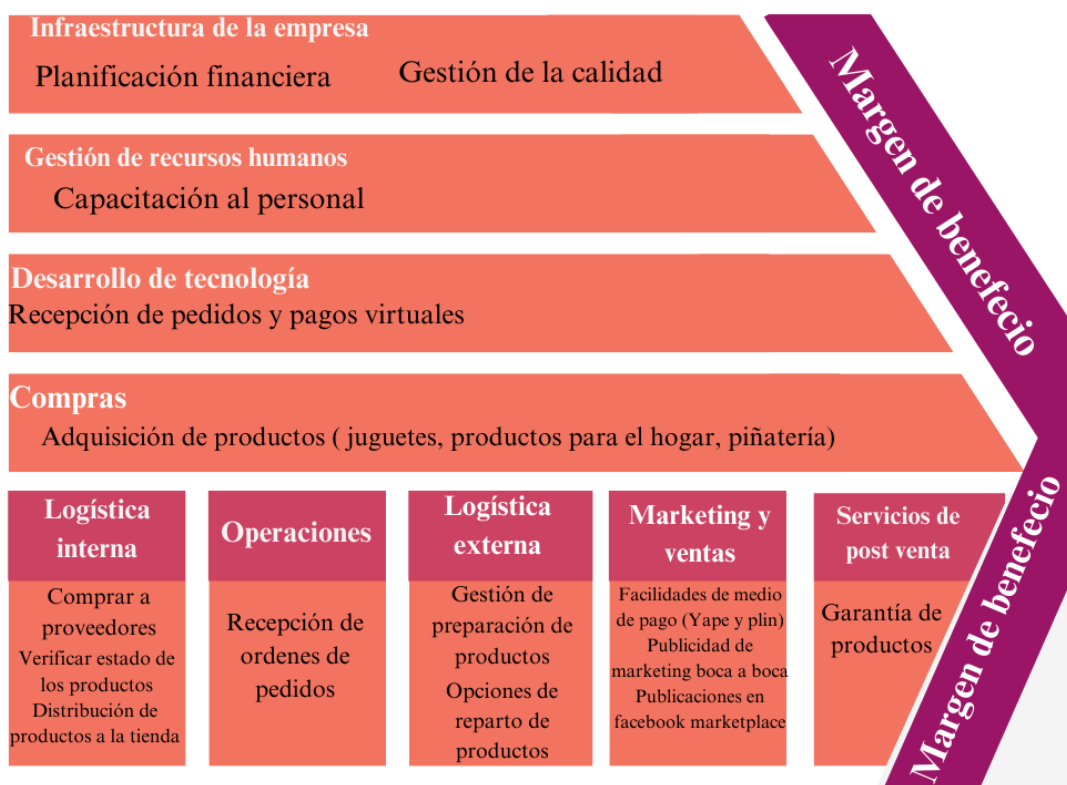 Infraestructura de la empresa
Planificación financiera
Gestión de la calidad
Gestión de recursos humanos
Capacitación al personal
Desarrollo de tecnología
Recepción de pedidos y pagos virtuales
Compras
Adquisición de productos ( juguetes, productos para el hogar, piñatería)
Margen de benefecio
Margen de benefecio
Logística
interna
Comprar a
proveedores
Verificar estado de
los productos
Distribución de
productos a la tienda
Operaciones
Recepción de
ordenes de
pedidos
Logística
externa
Gestión de
preparación de
productos
Opciones de
reparto de
productos
Marketing y
ventas
Facilidades de medio
de pago (Yape y plin)
Publicidad de
marketing boca a boca
Publicaciones en
facebook marketplace
Servicios de
post venta
Garantía de
productos